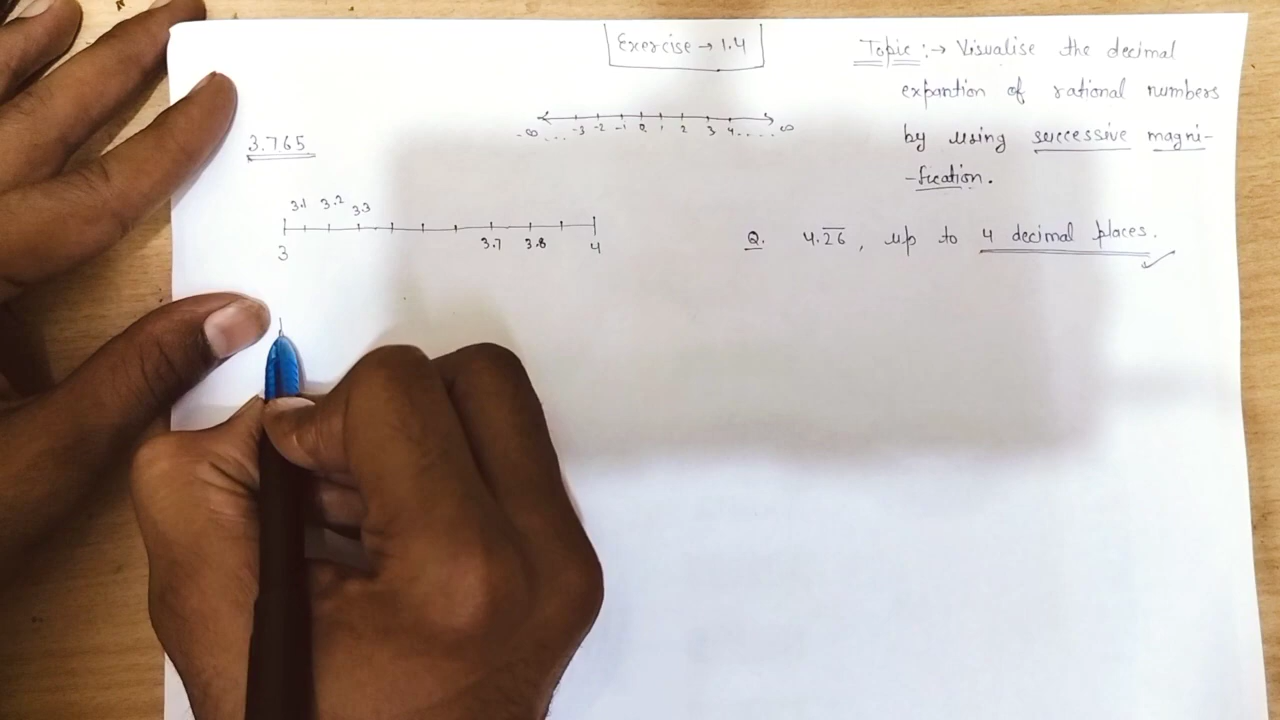 Exercise → 1.4
Topic :→ Visualise the decimal
expantion of rational numbers
by using successive magni-
-fication.
-∞ ... -3 -2 -1 0 1 2 3 4 ..... ∞
3.765
3.1 3.2 3.3
3 3.7 3.8 4
Q. 4.2̅6̅, up to 4 decimal places.